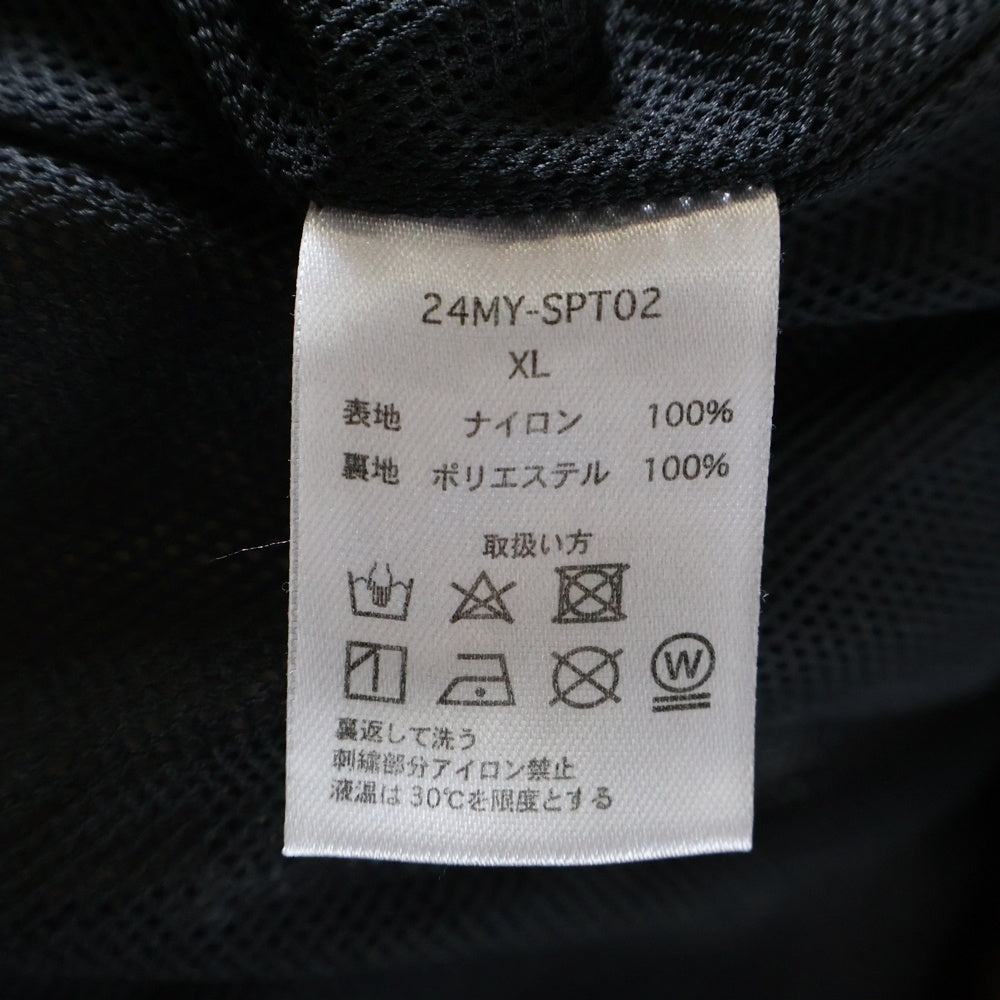 24MY-SPT02
XL
表地 ナイロン 100%
裏地 ポリエステル 100%
取扱い方
W
裏返して洗う
刺繍部分アイロン禁止
液温は30℃を限度とする